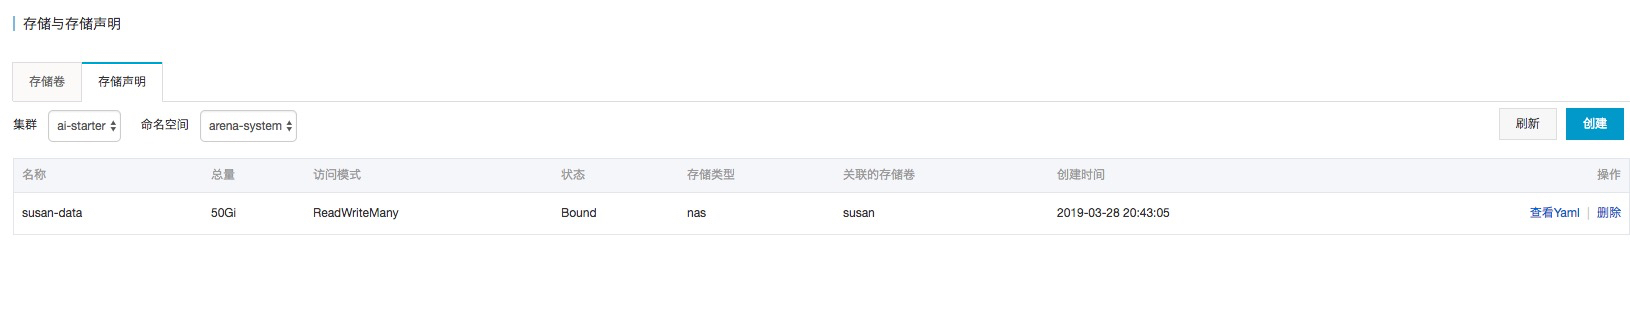 存储与存储声明
存储卷 存储声明
集群 ai-starter 命名空间 arena-system 刷新 创建
名称 总量 访问模式 状态 存储类型 关联的存储卷 创建时间 操作
susan-data 50Gi ReadWriteMany Bound nas susan 2019-03-28 20:43:05 查看Yaml | 删除